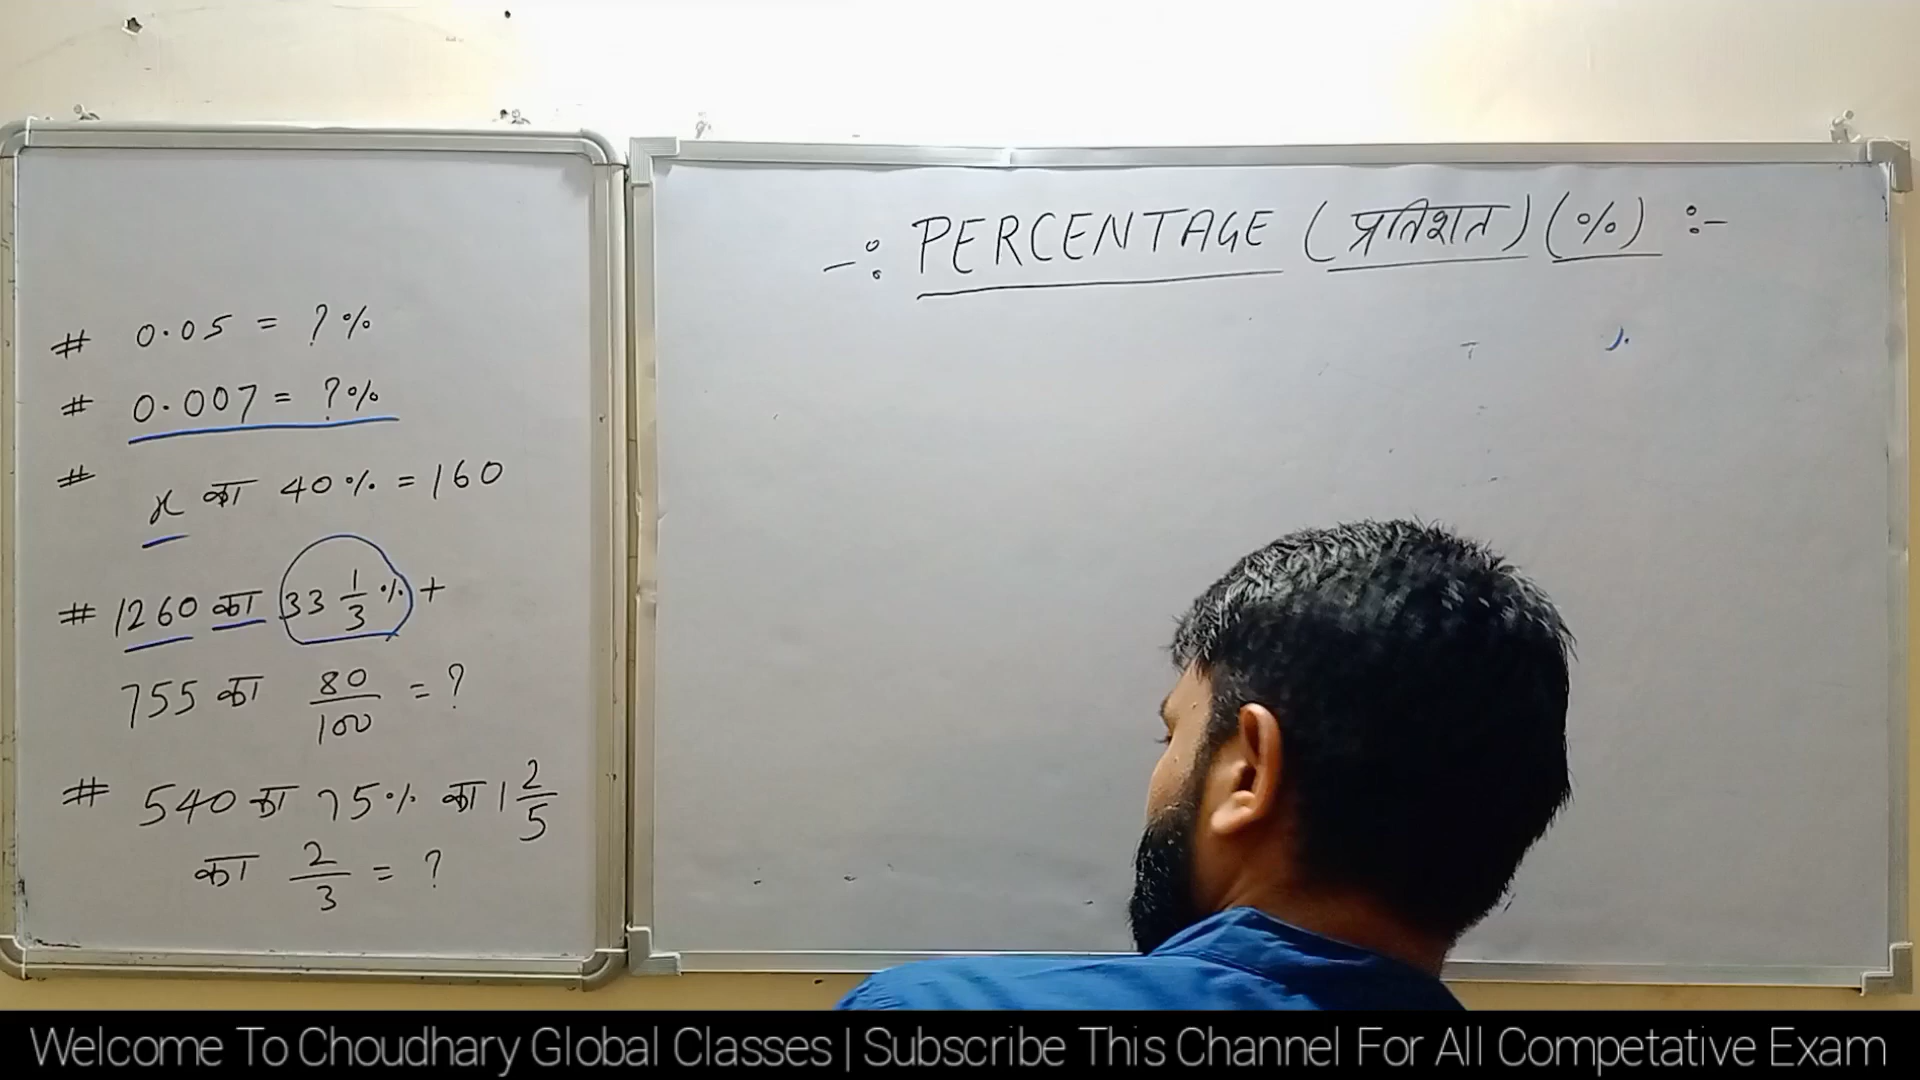 # 0.05 = ?%
# 0.007 = ?%
# x का 40% = 160
# 1260 का 33 1/3 % +
755 का 80/100 = ?
# 540 का 75% का 1 2/5
का 2/3 = ?
-: PERCENTAGE (प्रतिशत) (%) :-
Welcome To Choudhary Global Classes | Subscribe This Channel For All Competative Exam